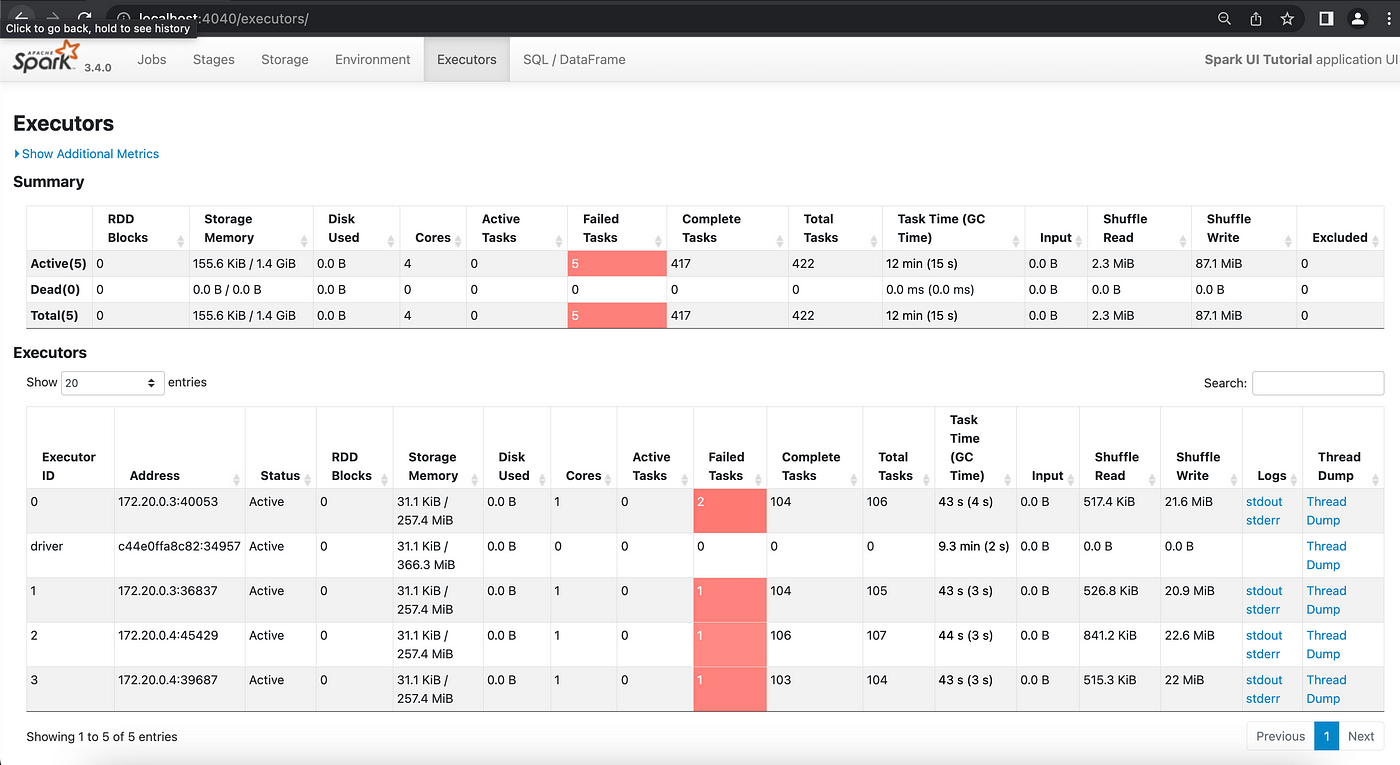 localhost:4040/executors/
Click to go back, hold to see history
APACHE
Spark 3.4.0 Jobs Stages Storage Environment Executors SQL / DataFrame Spark UI Tutorial application UI
Executors
Show Additional Metrics
Summary
RDD Blocks Storage Memory Disk Used Cores Active Tasks Failed Tasks Complete Tasks Total Tasks Task Time (GC Time) Input Shuffle Read Shuffle Write Excluded
Active(5) 0 155.6 KiB / 1.4 GiB 0.0 B 4 0 5 417 422 12 min (15 s) 0.0 B 2.3 MiB 87.1 MiB 0
Dead(0) 0 0.0 B / 0.0 B 0.0 B 0 0 0 0 0 0.0 ms (0.0 ms) 0.0 B 0.0 B 0.0 B 0
Total(5) 0 155.6 KiB / 1.4 GiB 0.0 B 4 0 5 417 422 12 min (15 s) 0.0 B 2.3 MiB 87.1 MiB 0
Executors
Show 20 entries Search:
Executor ID Address Status RDD Blocks Storage Memory Disk Used Cores Active Tasks Failed Tasks Complete Tasks Total Tasks Task Time (GC Time) Input Shuffle Read Shuffle Write Logs Thread Dump
0 172.20.0.3:40053 Active 0 31.1 KiB / 257.4 MiB 0.0 B 1 0 2 104 106 43 s (4 s) 0.0 B 517.4 KiB 21.6 MiB stdout stderr Thread Dump
driver c44e0ffa8c82:34957 Active 0 31.1 KiB / 366.3 MiB 0.0 B 0 0 0 0 0 9.3 min (2 s) 0.0 B 0.0 B 0.0 B Thread Dump
1 172.20.0.3:36837 Active 0 31.1 KiB / 257.4 MiB 0.0 B 1 0 1 104 105 43 s (3 s) 0.0 B 526.8 KiB 20.9 MiB stdout stderr Thread Dump
2 172.20.0.4:45429 Active 0 31.1 KiB / 257.4 MiB 0.0 B 1 0 1 106 107 44 s (3 s) 0.0 B 841.2 KiB 22.6 MiB stdout stderr Thread Dump
3 172.20.0.4:39687 Active 0 31.1 KiB / 257.4 MiB 0.0 B 1 0 1 103 104 43 s (3 s) 0.0 B 515.3 KiB 22 MiB stdout stderr Thread Dump
Showing 1 to 5 of 5 entries Previous 1 Next